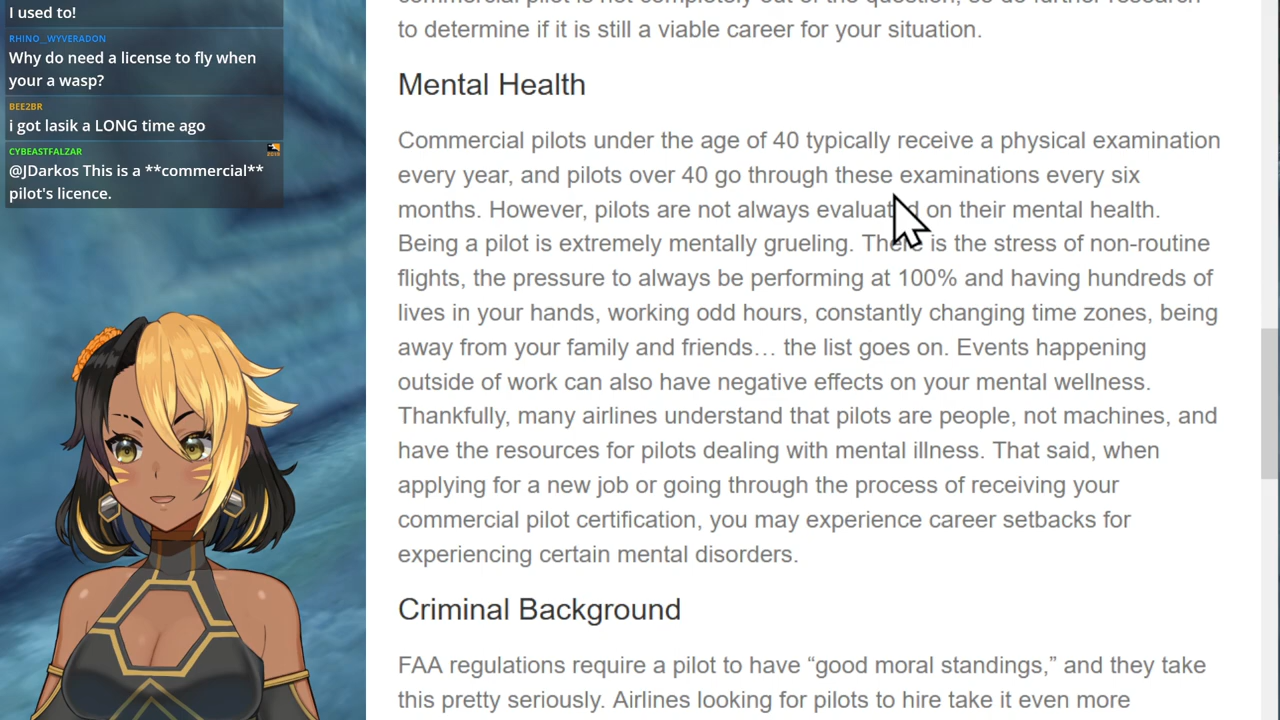 I used to!
RHINO_WYVERADON
Why do need a license to fly when
your a wasp?
BEE2BR
i got lasik a LONG time ago
CYBEASTFALZAR
@JDarkos This is a **commercial**
pilot's licence.
to determine if it is still a viable career for your situation.
Mental Health
Commercial pilots under the age of 40 typically receive a physical examination
every year, and pilots over 40 go through these examinations every six
months. However, pilots are not always evaluated on their mental health.
Being a pilot is extremely mentally grueling. There is the stress of non-routine
flights, the pressure to always be performing at 100% and having hundreds of
lives in your hands, working odd hours, constantly changing time zones, being
away from your family and friends… the list goes on. Events happening
outside of work can also have negative effects on your mental wellness.
Thankfully, many airlines understand that pilots are people, not machines, and
have the resources for pilots dealing with mental illness. That said, when
applying for a new job or going through the process of receiving your
commercial pilot certification, you may experience career setbacks for
experiencing certain mental disorders.
Criminal Background
FAA regulations require a pilot to have “good moral standings,” and they take
this pretty seriously. Airlines looking for pilots to hire take it even more